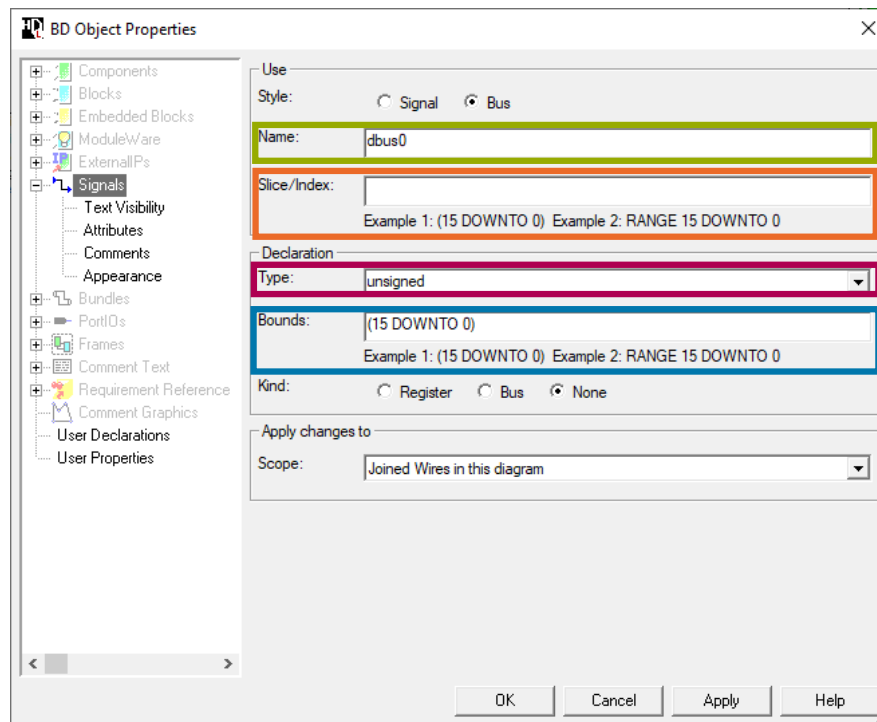 BD Object Properties
Components
Blocks
Embedded Blocks
ModuleWare
ExternalIPs
Signals
Text Visibility
Attributes
Comments
Appearance
Bundles
PortIOs
Frames
Comment Text
Requirement Reference
Comment Graphics
User Declarations
User Properties
Use
Style: Signal Bus
Name: dbus0
Slice/Index:
Example 1: (15 DOWNTO 0) Example 2: RANGE 15 DOWNTO 0
Declaration
Type: unsigned
Bounds: (15 DOWNTO 0)
Example 1: (15 DOWNTO 0) Example 2: RANGE 15 DOWNTO 0
Kind: Register Bus None
Apply changes to
Scope: Joined Wires in this diagram
OK Cancel Apply Help